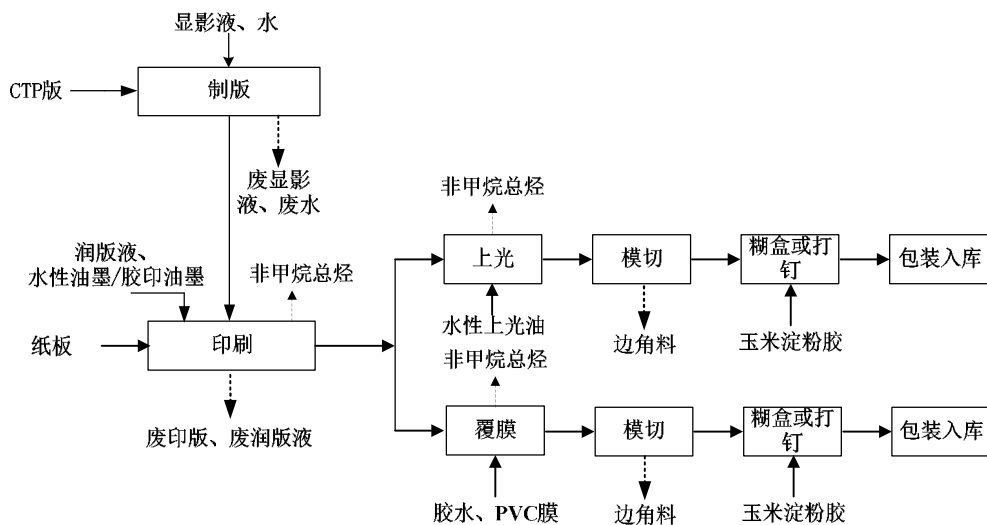 显影液、水
CTP版
制版
废显影
液、废水
润版液、
水性油墨/胶印油墨
非甲烷总烃
纸板
印刷
废印版、废润版液
非甲烷总烃
上光
水性上光油
模切
边角料
糊盒或打
钉
玉米淀粉胶
包装入库
非甲烷总烃
覆膜
胶水、PVC膜
模切
边角料
糊盒或打
钉
玉米淀粉胶
包装入库